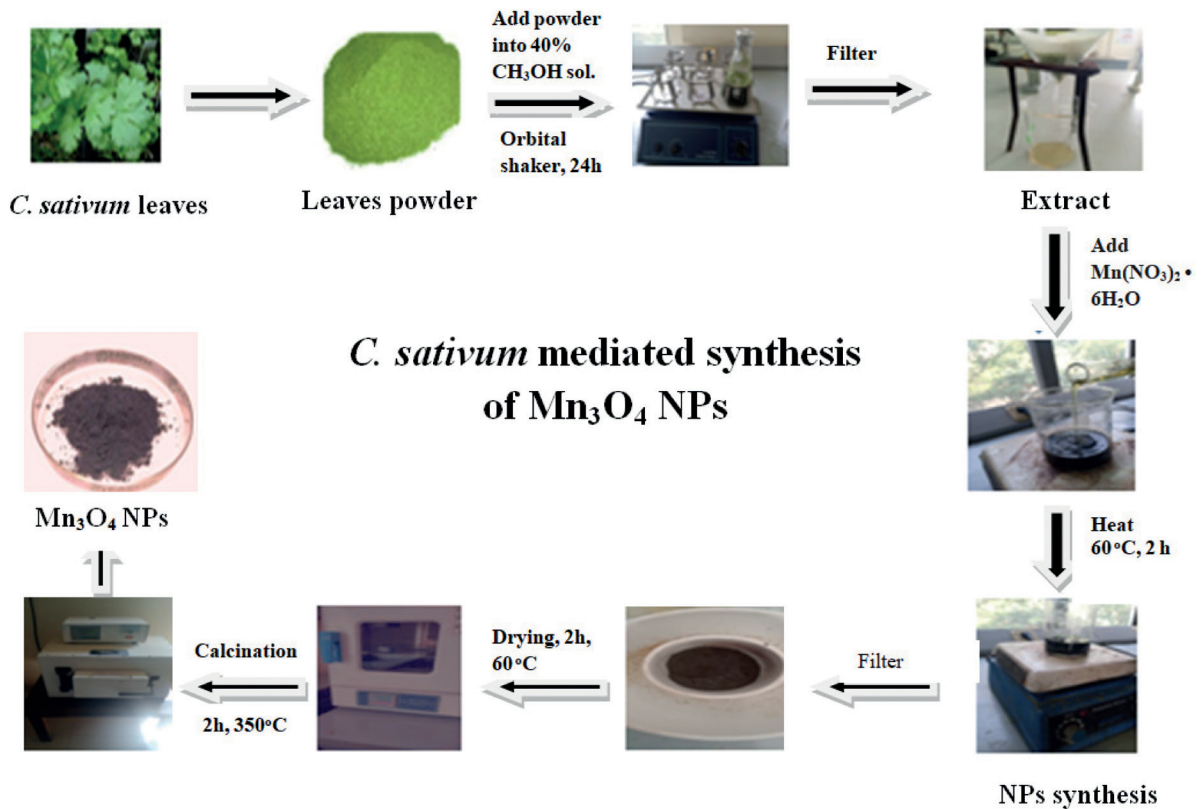 Add powder
into 40%
CH₃OH sol.
Orbital
shaker, 24h
Filter
C. sativum leaves
Leaves powder
Extract
Add
Mn(NO₃)₂ •
6H₂O
C. sativum mediated synthesis
of Mn₃O₄ NPs
Mn₃O₄ NPs
Heat
60°C, 2 h
Calcination
2h, 350°C
Drying, 2h,
60°C
Filter
NPs synthesis